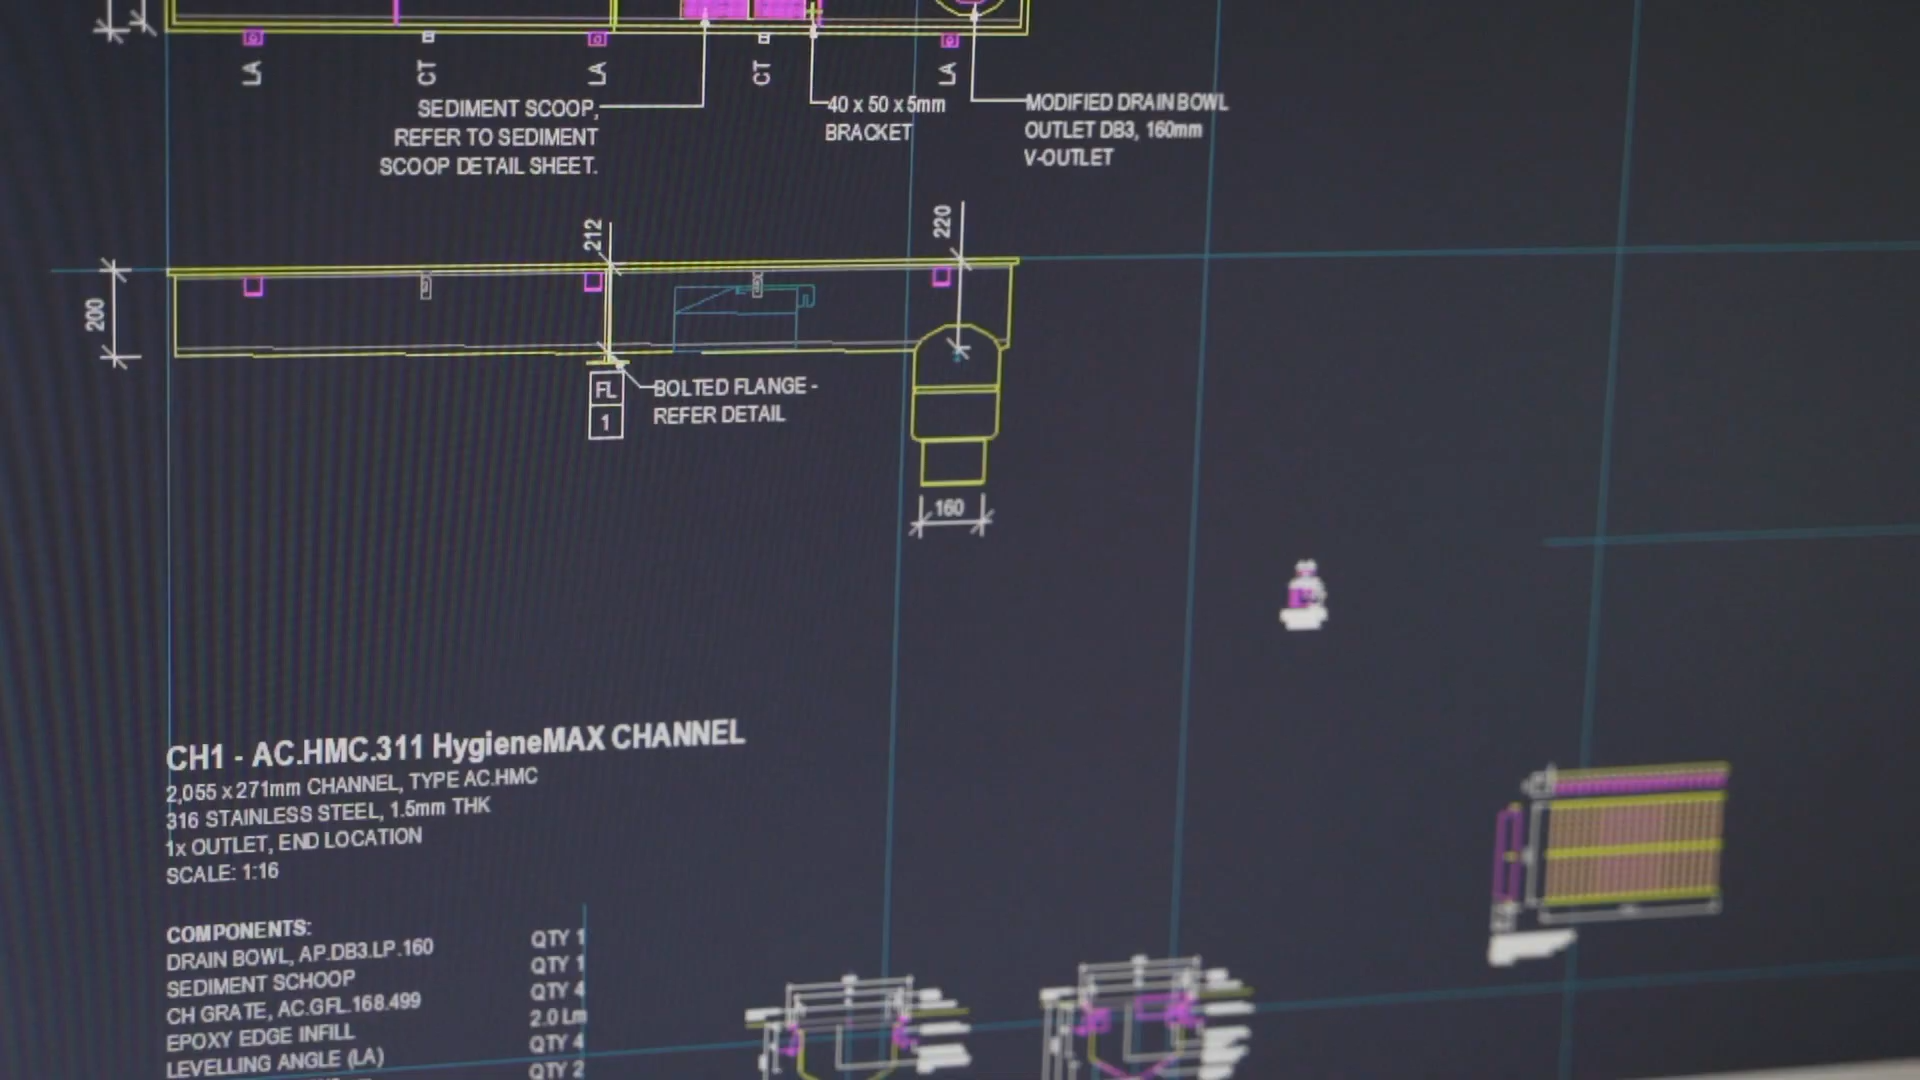 LA
CT
LA
CT
LA
SEDIMENT SCOOP,
REFER TO SEDIMENT
SCOOP DETAIL SHEET.
40 x 50 x 5mm
BRACKET
MODIFIED DRAIN BOWL
OUTLET DB3, 160mm
V-OUTLET
212
220
200
FL
1
BOLTED FLANGE -
REFER DETAIL
160
CH1 - AC.HMC.311 HygieneMAX CHANNEL
2,055 x 271mm CHANNEL, TYPE AC.HMC
316 STAINLESS STEEL, 1.5mm THK
1x OUTLET, END LOCATION
SCALE: 1:16
COMPONENTS:
DRAIN BOWL, AP.DB3.LP.160 QTY 1
SEDIMENT SCHOOP QTY 1
CH GRATE, AC.GFL.168.499 QTY 4
EPOXY EDGE INFILL 2.0 Lm
LEVELLING ANGLE (LA) QTY 4
QTY 2